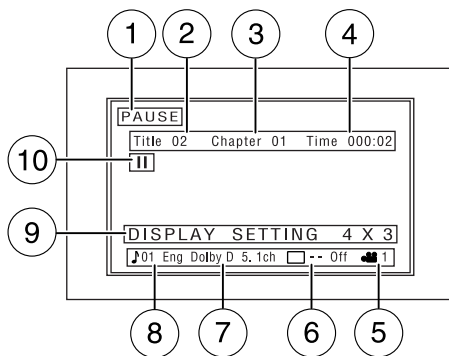 1 2 3 4
PAUSE
Title 02 Chapter 01 Time 000:02
10
9
DISPLAY SETTING 4 X 3
01 Eng Dolby D 5.1ch -- Off 1
8 7 6 5